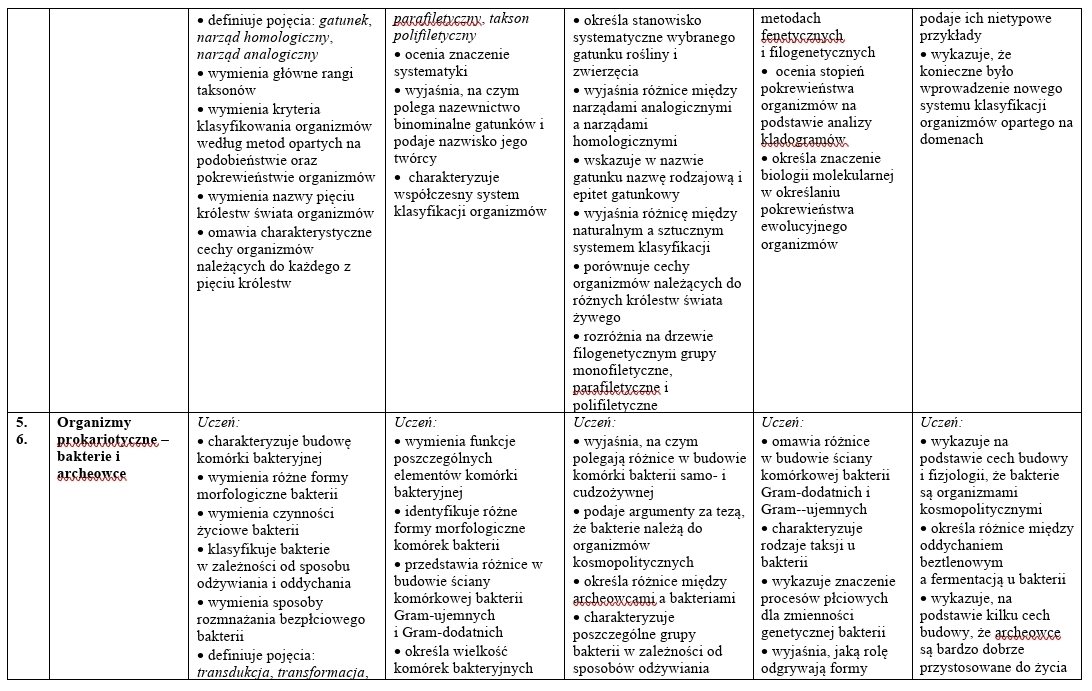 • definiuje pojęcia: gatunek,
narząd homologiczny,
narząd analogiczny
• wymienia główne rangi
taksonów
• wymienia kryteria
klasyfikowania organizmów
według metod opartych na
podobieństwie oraz
pokrewieństwie organizmów
• wymienia nazwy pięciu
królestw świata organizmów
• omawia charakterystyczne
cechy organizmów
należących do każdego z
pięciu królestw
parafiletyczny, takson
polifiletyczny
• ocenia znaczenie
systematyki
• wyjaśnia, na czym
polega nazewnictwo
binominalne gatunków i
podaje nazwisko jego
twórcy
• charakteryzuje
współczesny system
klasyfikacji organizmów
• określa stanowisko
systematyczne wybranego
gatunku rośliny i
zwierzęcia
• wyjaśnia różnice między
narządami analogicznymi
a narządami
homologicznymi
• wskazuje w nazwie
gatunku nazwę rodzajową i
epitet gatunkowy
• wyjaśnia różnicę między
naturalnym a sztucznym
systemem klasyfikacji
• porównuje cechy
organizmów należących do
różnych królestw świata
żywego
• rozróżnia na drzewie
filogenetycznym grupy
monofiletyczne,
parafiletyczne i
polifiletyczne
metodach
fenetycznych
i filogenetycznych
• ocenia stopień
pokrewieństwa
organizmów na
podstawie analizy
kladogramów
• określa znaczenie
biologii molekularnej
w określaniu
pokrewieństwa
ewolucyjnego
organizmów
podaje ich nietypowe
przykłady
• wykazuje, że
konieczne było
wprowadzenie nowego
systemu klasyfikacji
organizmów opartego na
domenach
5.
6.
Organizmy
prokariotyczne –
bakterie i
archeowce
Uczeń:
• charakteryzuje budowę
komórki bakteryjnej
• wymienia różne formy
morfologiczne bakterii
• wymienia czynności
życiowe bakterii
• klasyfikuje bakterie
w zależności od sposobu
odżywiania i oddychania
• wymienia sposoby
rozmnażania bezpłciowego
bakterii
• definiuje pojęcia:
transdukcja, transformacja,
Uczeń:
• wymienia funkcje
poszczególnych
elementów komórki
bakteryjnej
• identyfikuje różne
formy morfologiczne
komórek bakterii
• przedstawia różnice w
budowie ściany
komórkowej bakterii
Gram-ujemnych
i Gram-dodatnich
• określa wielkość
komórek bakteryjnych
Uczeń:
• wyjaśnia, na czym
polegają różnice w budowie
komórki bakterii samo- i
cudzożywnej
• podaje argumenty za tezą,
że bakterie należą do
organizmów
kosmopolitycznych
• określa różnice między
archeowcami a bakteriami
• charakteryzuje
poszczególne grupy
bakterii w zależności od
sposobów odżywiania
Uczeń:
• omawia różnice
w budowie ściany
komórkowej bakterii
Gram-dodatnich i
Gram--ujemnych
• charakteryzuje
rodzaje taksji u
bakterii
• wykazuje znaczenie
procesów płciowych
dla zmienności
genetycznej bakterii
• wyjaśnia, jaką rolę
odgrywają formy
Uczeń:
• wykazuje na
podstawie cech budowy
i fizjologii, że bakterie
są organizmami
kosmopolitycznymi
• określa różnice między
oddychaniem
beztlenowym
a fermentacją u bakterii
• wykazuje, na
podstawie kilku cech
budowy, że archeowce
są bardzo dobrze
przystosowane do życia